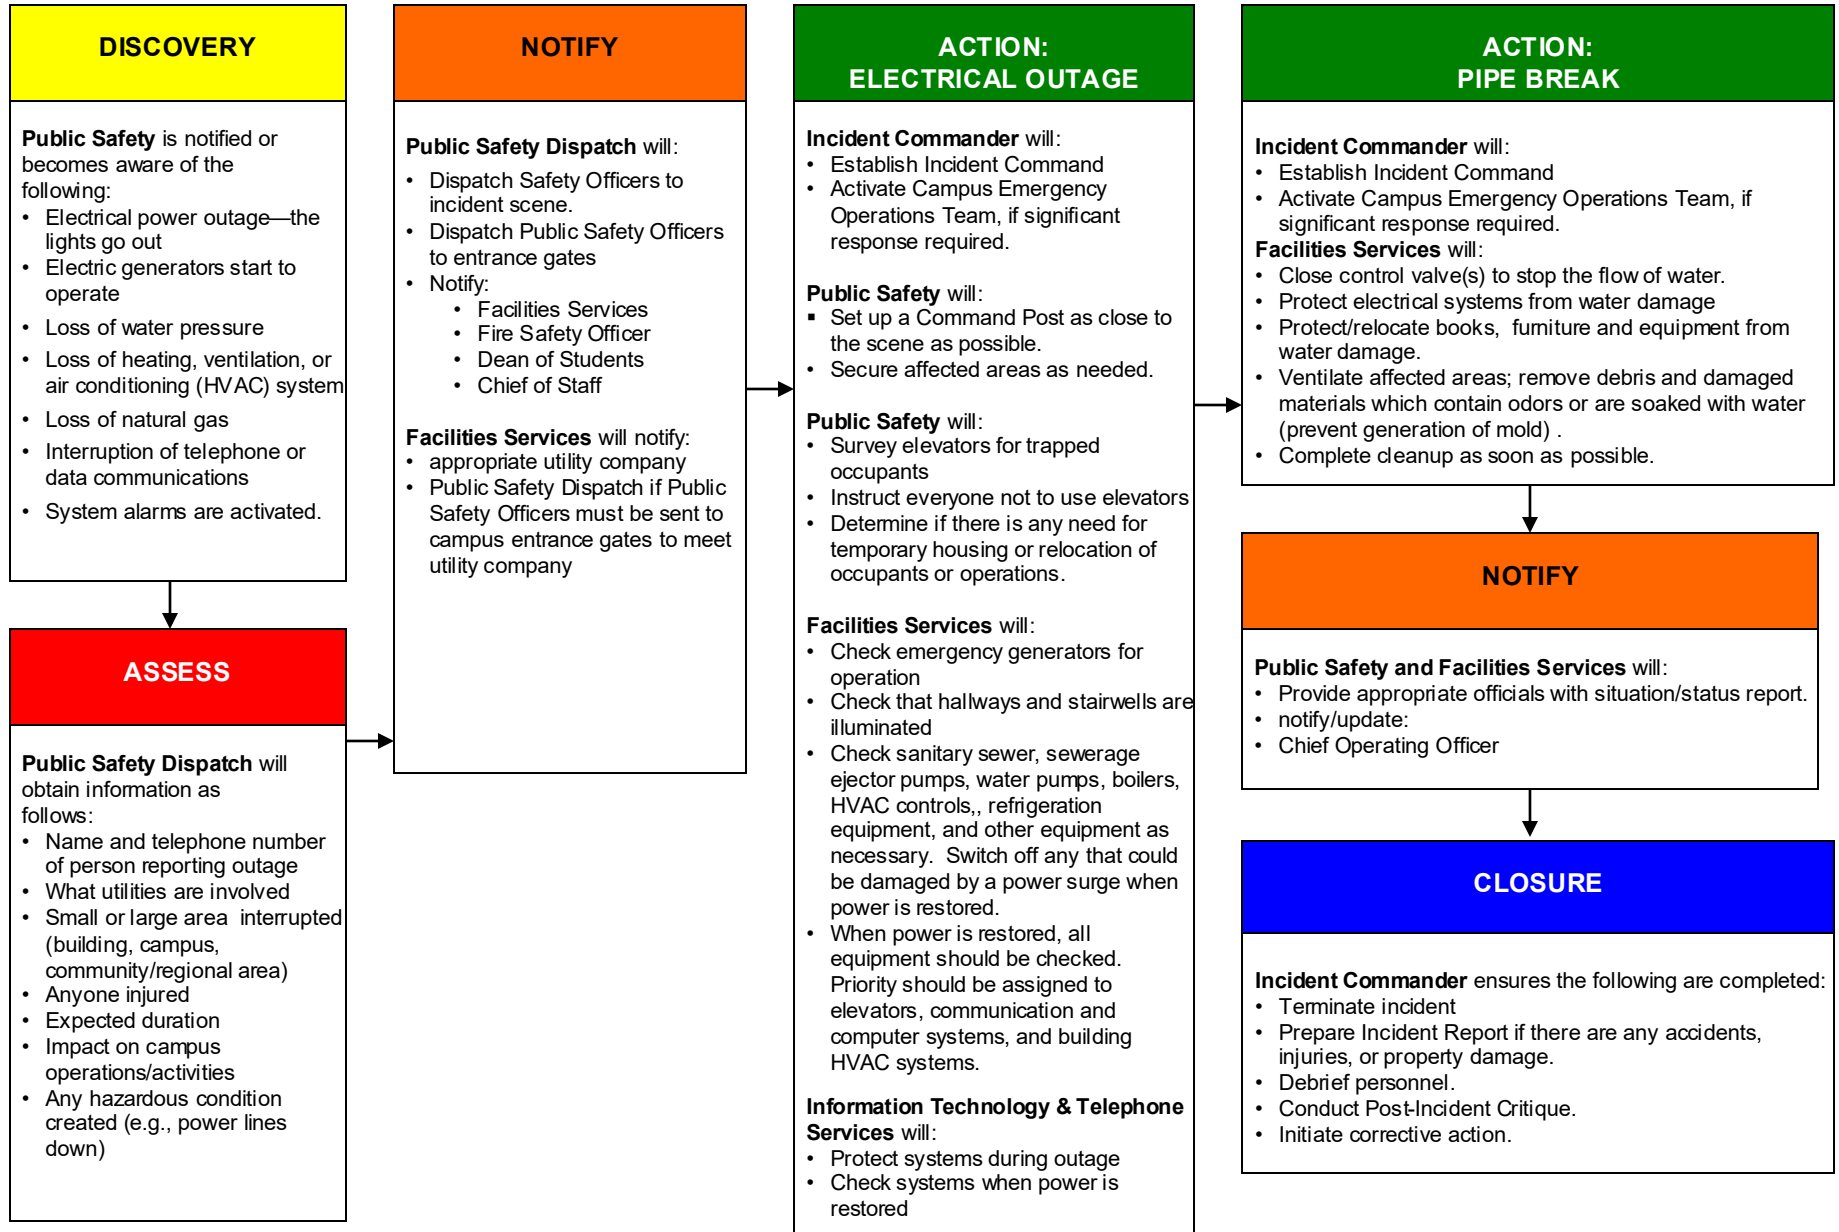 DISCOVERY
Public Safety is notified or
becomes aware of the
following:
• Electrical power outage—the
lights go out
• Electric generators start to
operate
• Loss of water pressure
• Loss of heating, ventilation, or
air conditioning (HVAC) system
• Loss of natural gas
• Interruption of telephone or
data communications
• System alarms are activated.
ASSESS
Public Safety Dispatch will
obtain information as
follows:
• Name and telephone number
of person reporting outage
• What utilities are involved
• Small or large area interrupted
(building, campus,
community/regional area)
• Anyone injured
• Expected duration
• Impact on campus
operations/activities
• Any hazardous condition
created (e.g., power lines
down)
NOTIFY
Public Safety Dispatch will:
• Dispatch Safety Officers to
incident scene.
• Dispatch Public Safety Officers
to entrance gates
• Notify:
• Facilities Services
• Fire Safety Officer
• Dean of Students
• Chief of Staff
Facilities Services will notify:
• appropriate utility company
• Public Safety Dispatch if Public
Safety Officers must be sent to
campus entrance gates to meet
utility company
ACTION:
ELECTRICAL OUTAGE
Incident Commander will:
• Establish Incident Command
• Activate Campus Emergency
Operations Team, if significant
response required.
Public Safety will:
▪ Set up a Command Post as close to
the scene as possible.
• Secure affected areas as needed.
Public Safety will:
• Survey elevators for trapped
occupants
• Instruct everyone not to use elevators
• Determine if there is any need for
temporary housing or relocation of
occupants or operations.
Facilities Services will:
• Check emergency generators for
operation
• Check that hallways and stairwells are
illuminated
• Check sanitary sewer, sewerage
ejector pumps, water pumps, boilers,
HVAC controls,, refrigeration
equipment, and other equipment as
necessary. Switch off any that could
be damaged by a power surge when
power is restored.
• When power is restored, all
equipment should be checked.
Priority should be assigned to
elevators, communication and
computer systems, and building
HVAC systems.
Information Technology & Telephone
Services will:
• Protect systems during outage
• Check systems when power is
restored
ACTION:
PIPE BREAK
Incident Commander will:
• Establish Incident Command
• Activate Campus Emergency Operations Team, if
significant response required.
Facilities Services will:
• Close control valve(s) to stop the flow of water.
• Protect electrical systems from water damage
• Protect/relocate books, furniture and equipment from
water damage.
• Ventilate affected areas; remove debris and damaged
materials which contain odors or are soaked with water
(prevent generation of mold) .
• Complete cleanup as soon as possible.
NOTIFY
Public Safety and Facilities Services will:
• Provide appropriate officials with situation/status report.
• notify/update:
• Chief Operating Officer
CLOSURE
Incident Commander ensures the following are completed:
• Terminate incident
• Prepare Incident Report if there are any accidents,
injuries, or property damage.
• Debrief personnel.
• Conduct Post-Incident Critique.
• Initiate corrective action.